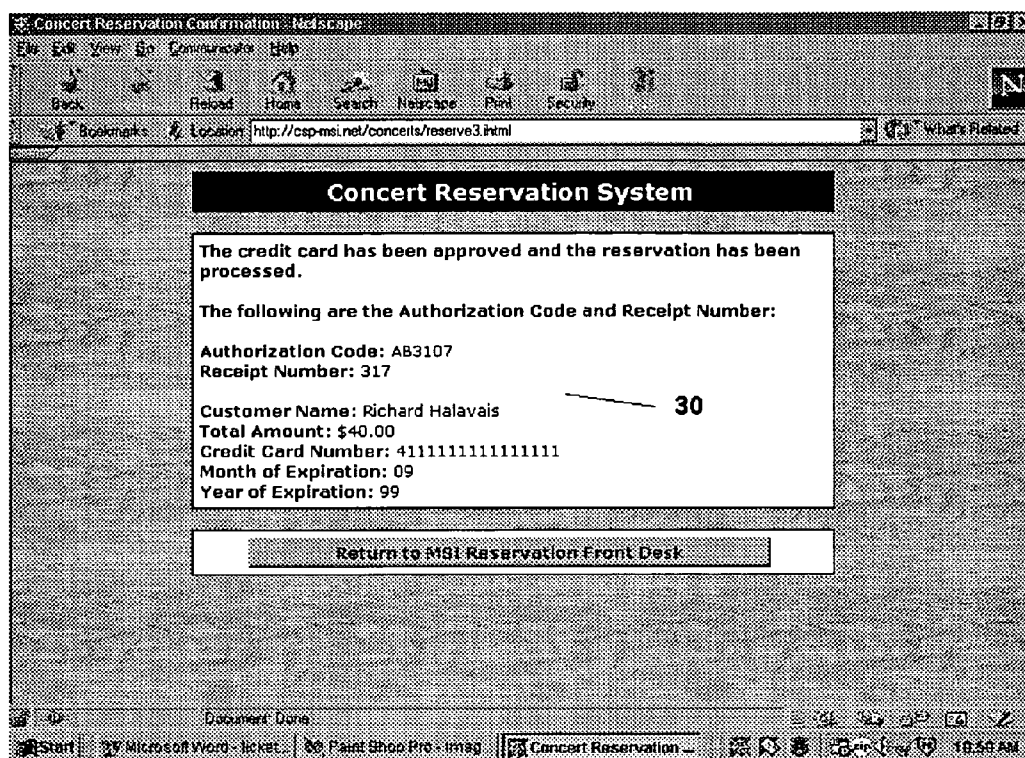 Concert Reservation Confirmation - Netscape
File Edit View Go Communicator Help
Back Reload Home Search Netscape Print Security
Bookmarks Location http://csp-msi.net/concerts/reserve3.ihtml What's Related
Concert Reservation System
The credit card has been approved and the reservation has been
processed.
The following are the Authorization Code and Receipt Number:
Authorization Code: AB3107
Receipt Number: 317
Customer Name: Richard Halavais
30
Total Amount: $40.00
Credit Card Number: 4111111111111111
Month of Expiration: 09
Year of Expiration: 99
Return to MSI Reservation Front Desk
Document: Done
Start Microsoft Word - ticket... Paint Shop Pro - Imag Concert Reservation ... 10:50 AM